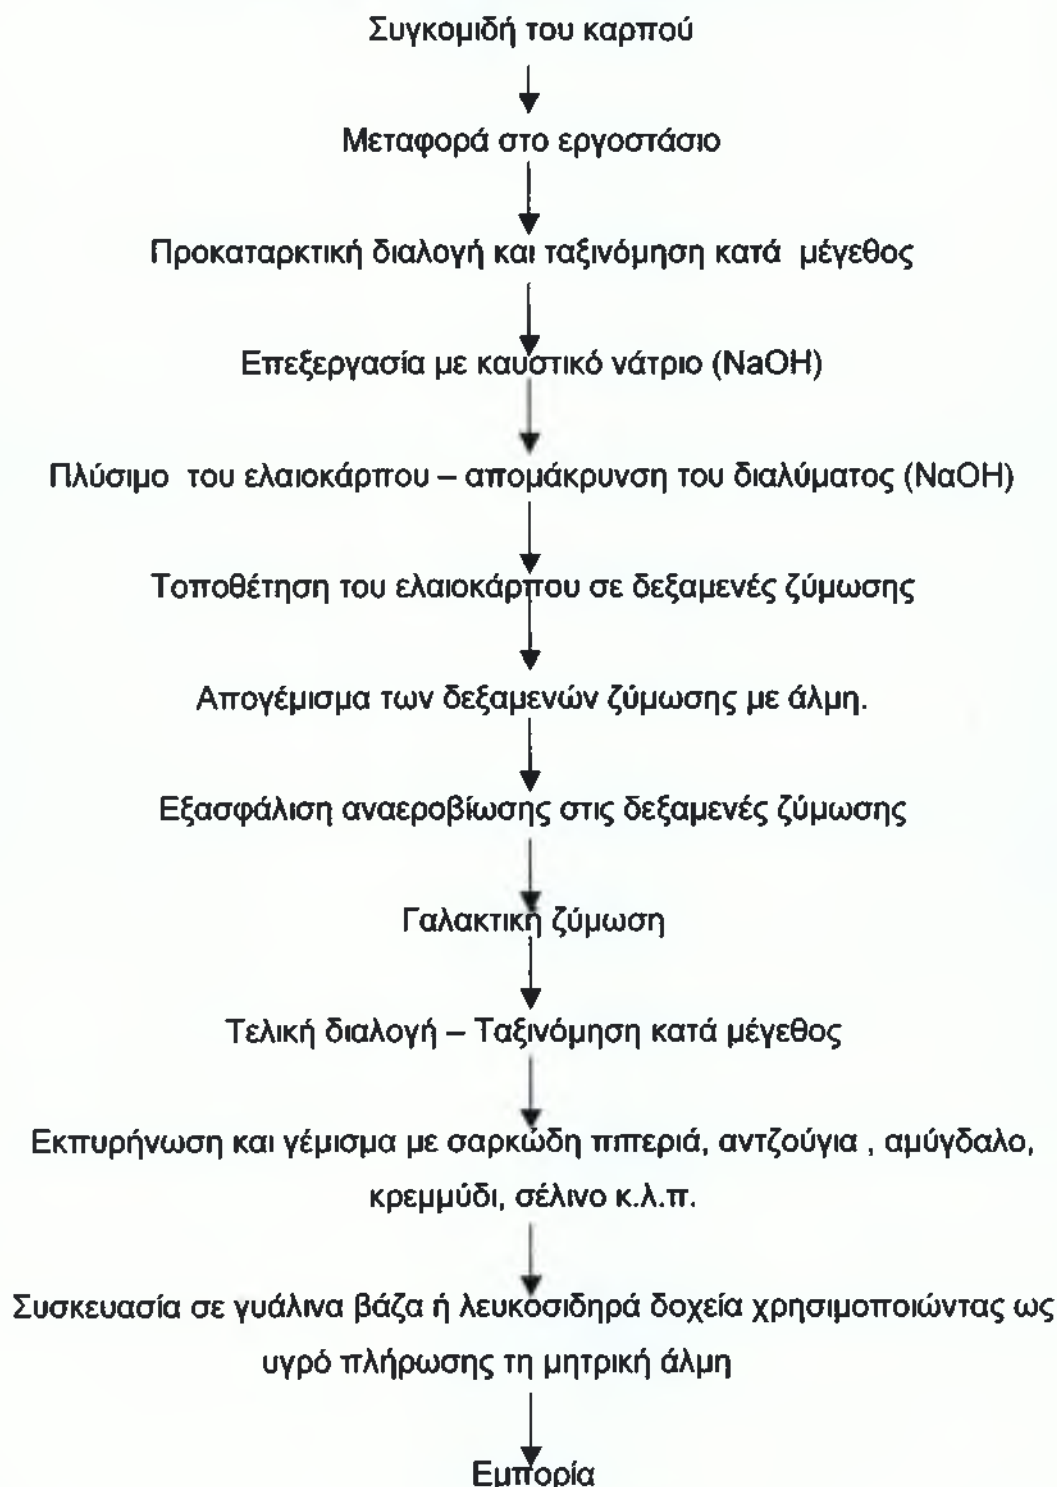 Συγκομιδή του καρπού
Μεταφορά στο εργοστάσιο
Προκαταρκτική διαλογή και ταξινόμηση κατά μέγεθος
Επεξεργασία με καυστικό νάτριο (NaOH)
Πλύσιμο του ελαιοκάρπου – απομάκρυνση του διαλύματος (NaOH)
Τοποθέτηση του ελαιοκάρπου σε δεξαμενές ζύμωσης
Απογέμισμα των δεξαμενών ζύμωσης με άλμη.
Εξασφάλιση αναεροβίωσης στις δεξαμενές ζύμωσης
Γαλακτική ζύμωση
Τελική διαλογή – Ταξινόμηση κατά μέγεθος
Εκπυρήνωση και γέμισμα με σαρκώδη πιπεριά, αντζούγια , αμύγδαλο,
κρεμμύδι, σέλινο κ.λ.π.
Συσκευασία σε γυάλινα βάζα ή λευκοσιδηρά δοχεία χρησιμοποιώντας ως
υγρό πλήρωσης τη μητρική άλμη
Εμπορία